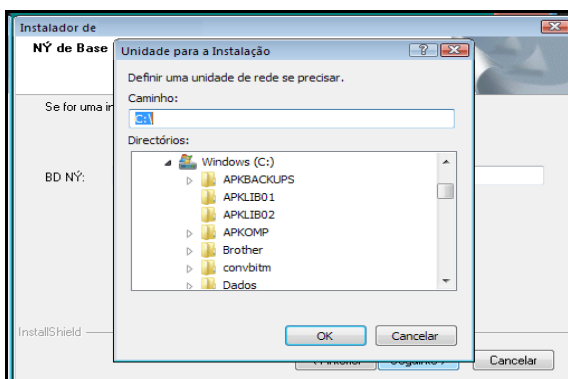 Instalador de
NÝ de Base
Se for uma in
BD NÝ:
InstallShield
Cancelar
Unidade para a Instalação
Definir uma unidade de rede se precisar.
Caminho:
C:\
Directórios:
Windows (C:)
APKBACKUPS
APKLIB01
APKLIB02
APKOMP
Brother
convbitm
Dados
OK
Cancelar